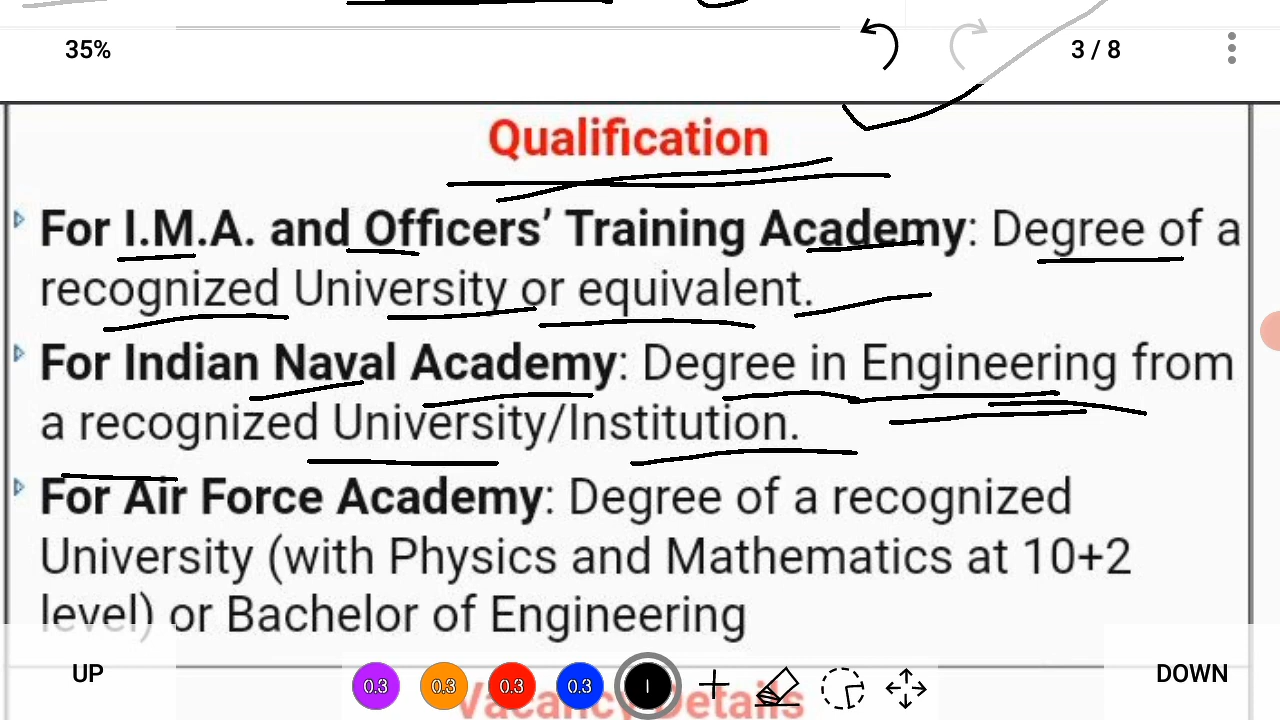 35%
3 / 8
Qualification
For I.M.A. and Officers’ Training Academy: Degree of a
recognized University or equivalent.
For Indian Naval Academy: Degree in Engineering from
a recognized University/Institution.
For Air Force Academy: Degree of a recognized
University (with Physics and Mathematics at 10+2
level) or Bachelor of Engineering
UP
0.3
0.3
0.3
0.3
DOWN
Vacancy Details